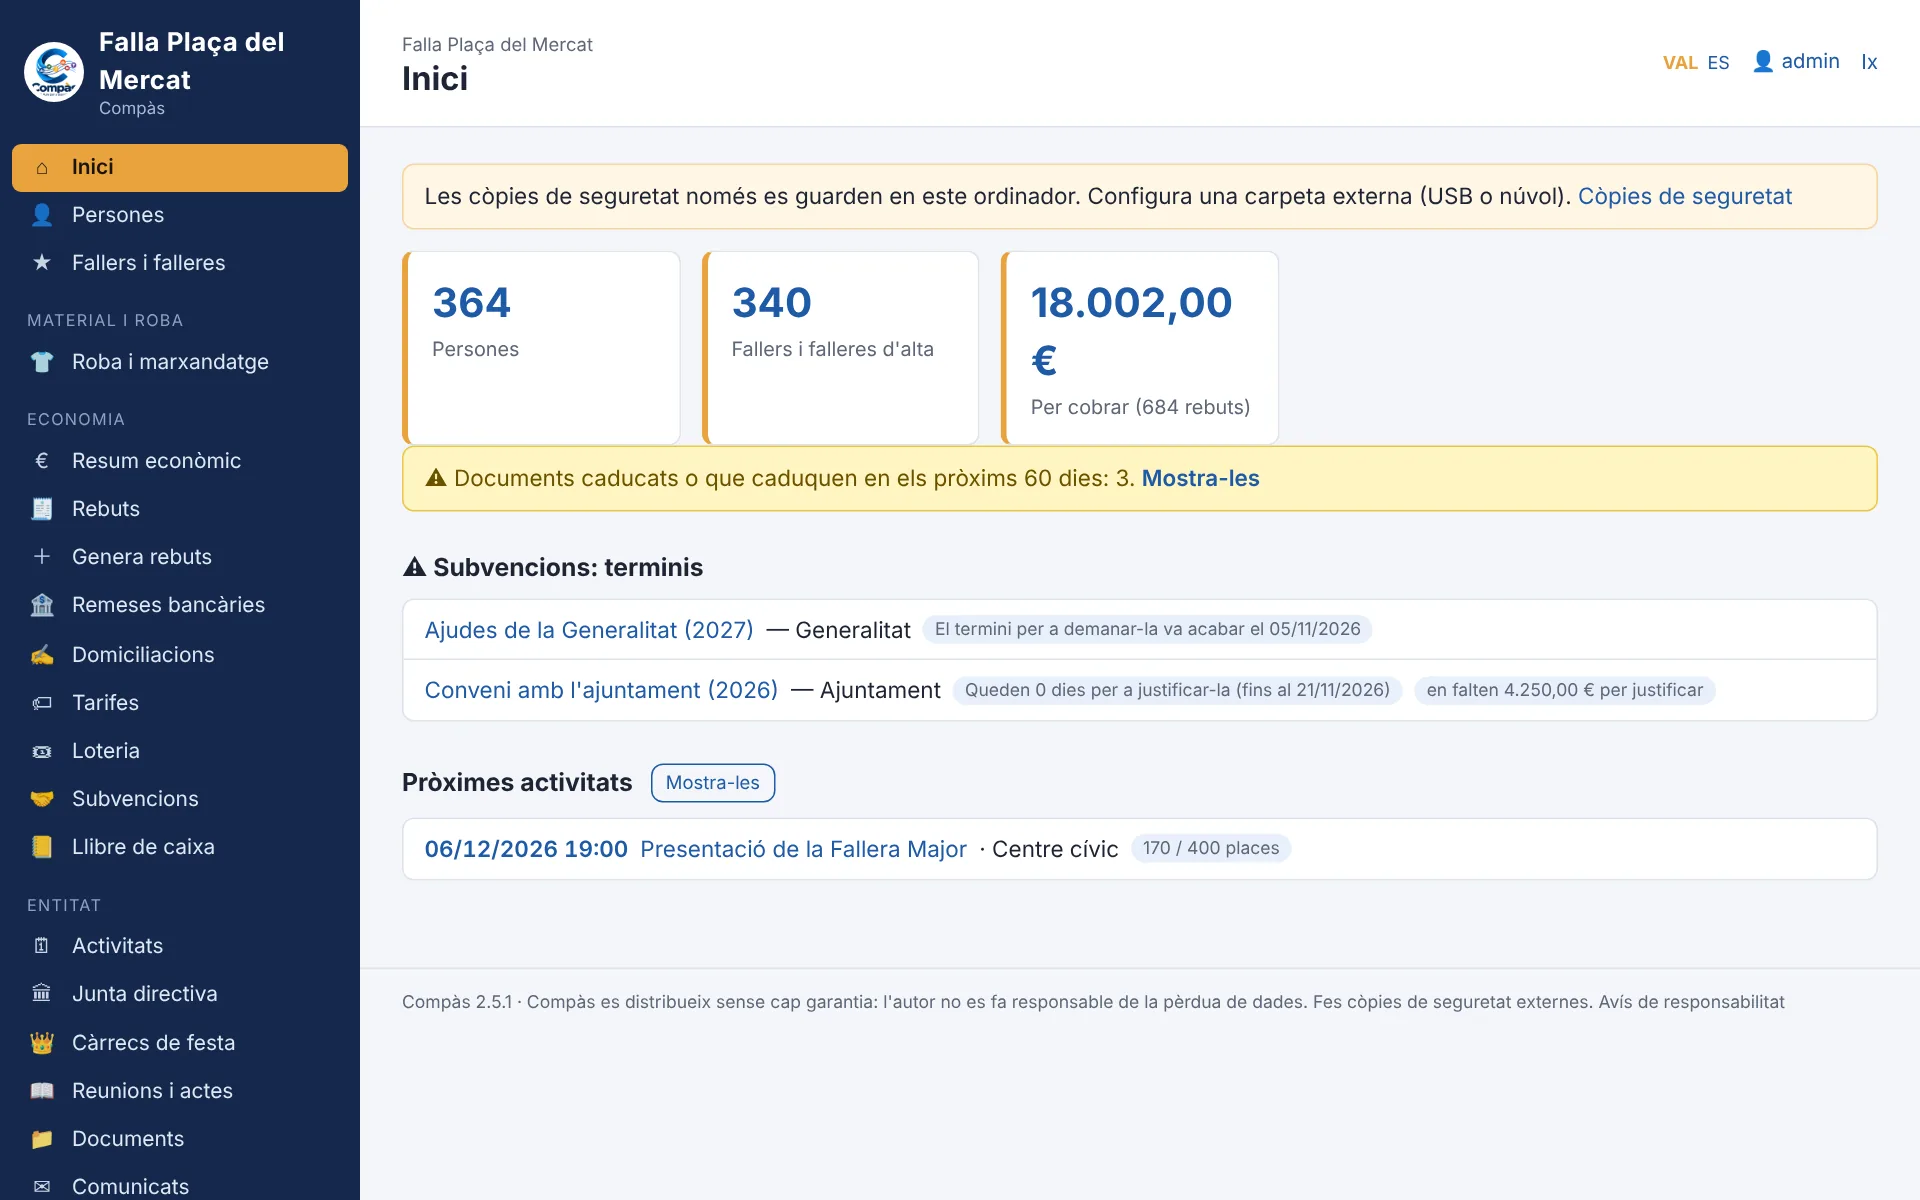 Falla Plaça del
Mercat
Compàs
Compàs
Inici
Persones
Fallers i falleres
MATERIAL I ROBA
Roba i marxandatge
ECONOMIA
€ Resum econòmic
Rebuts
Genera rebuts
Remeses bancàries
Domiciliacions
Tarifes
Loteria
Subvencions
Llibre de caixa
ENTITAT
Activitats
Junta directiva
Càrrecs de festa
Reunions i actes
Documents
Comunicats
Falla Plaça del Mercat
Inici
VAL ES admin Ix
Les còpies de seguretat només es guarden en este ordinador. Configura una carpeta externa (USB o núvol). Còpies de seguretat
364
Persones
340
Fallers i falleres d'alta
18.002,00
€
Per cobrar (684 rebuts)
Documents caducats o que caduquen en els pròxims 60 dies: 3. Mostra-les
Subvencions: terminis
Ajudes de la Generalitat (2027) — Generalitat El termini per a demanar-la va acabar el 05/11/2026
Conveni amb l'ajuntament (2026) — Ajuntament Queden 0 dies per a justificar-la (fins al 21/11/2026) en falten 4.250,00 € per justificar
Pròximes activitats Mostra-les
06/12/2026 19:00 Presentació de la Fallera Major · Centre cívic 170 / 400 places
Compàs 2.5.1 · Compàs es distribueix sense cap garantia: l'autor no es fa responsable de la pèrdua de dades. Fes còpies de seguretat externes. Avís de responsabilitat